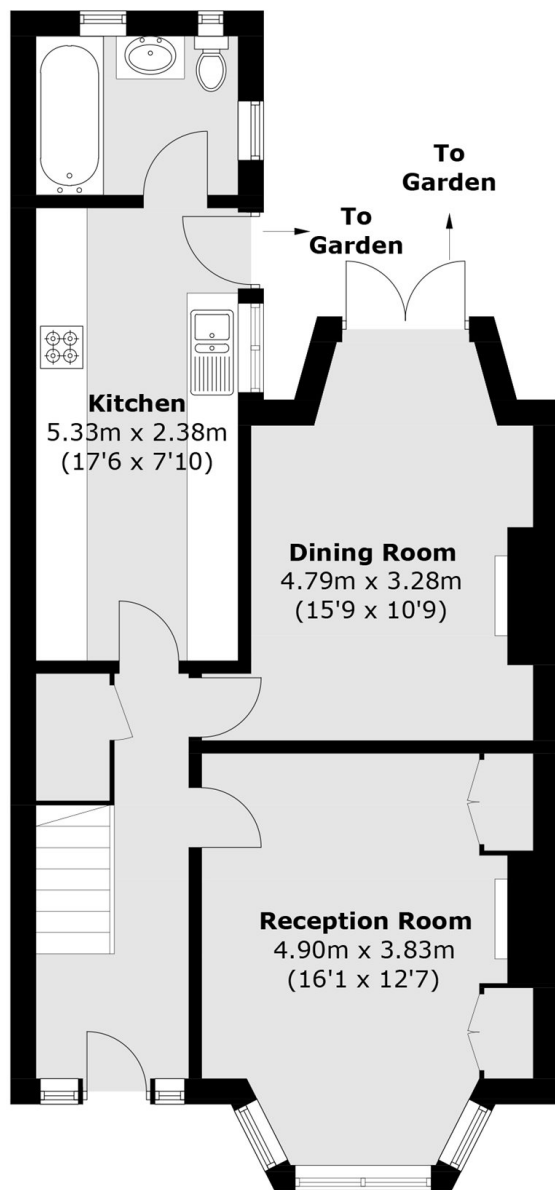 To
Garden
To
Garden
Kitchen
5.33m x 2.38m
(17'6 x 7'10)
Dining Room
4.79m x 3.28m
(15'9 x 10'9)
Reception Room
4.90m x 3.83m
(16'1 x 12'7)